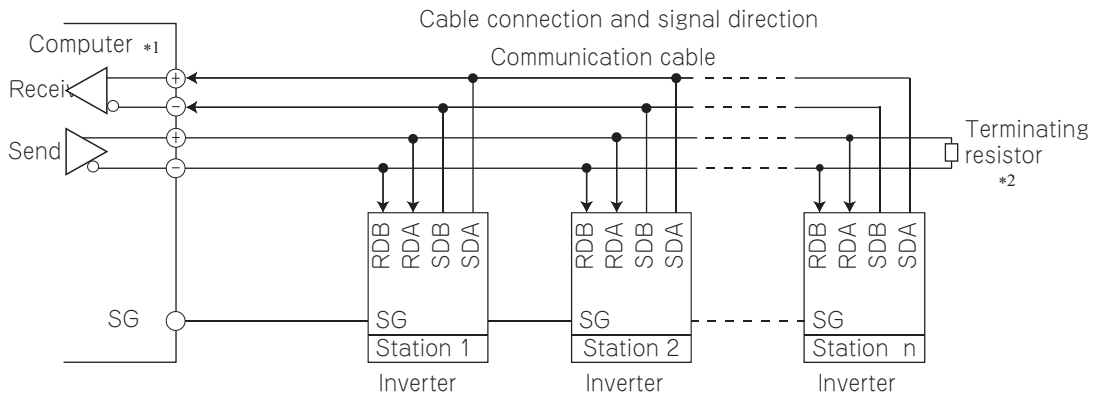 Cable connection and signal direction
Computer *1
Communication cable
Recei
+
−
Send
+
−
Terminating
resistor
*2
RDB RDA SDB SDA
RDB RDA SDB SDA
RDB RDA SDB SDA
SG
SG
SG
SG
Station 1
Station 2
Station n
Inverter
Inverter
Inverter